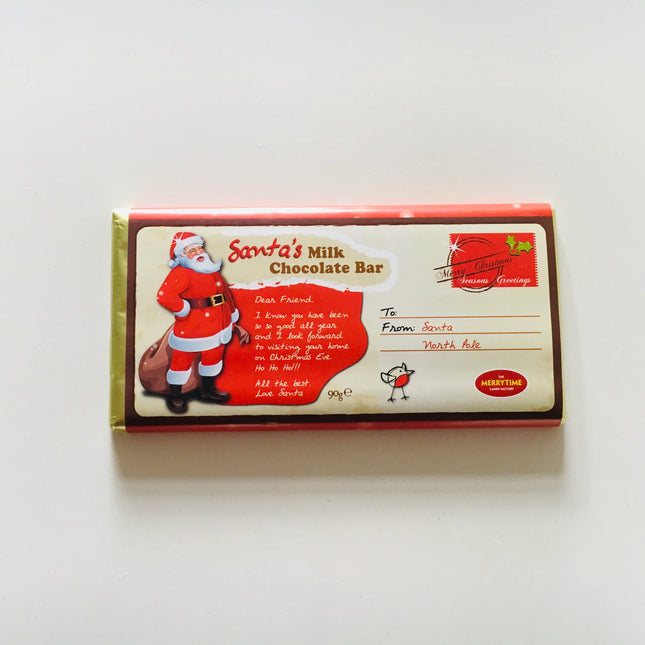 Santa's Milk
Chocolate Bar
Dear Friend,
I know you have been
so so good all year
and I look forward
to visiting your home
on Christmas Eve
Ho Ho Ho!!!
All the best,
Love Santa
90g ℮
Merry Christmas
Seasons Greetings
To:
From: Santa
North Pole
THE
MERRYTIME
CANDY FACTORY